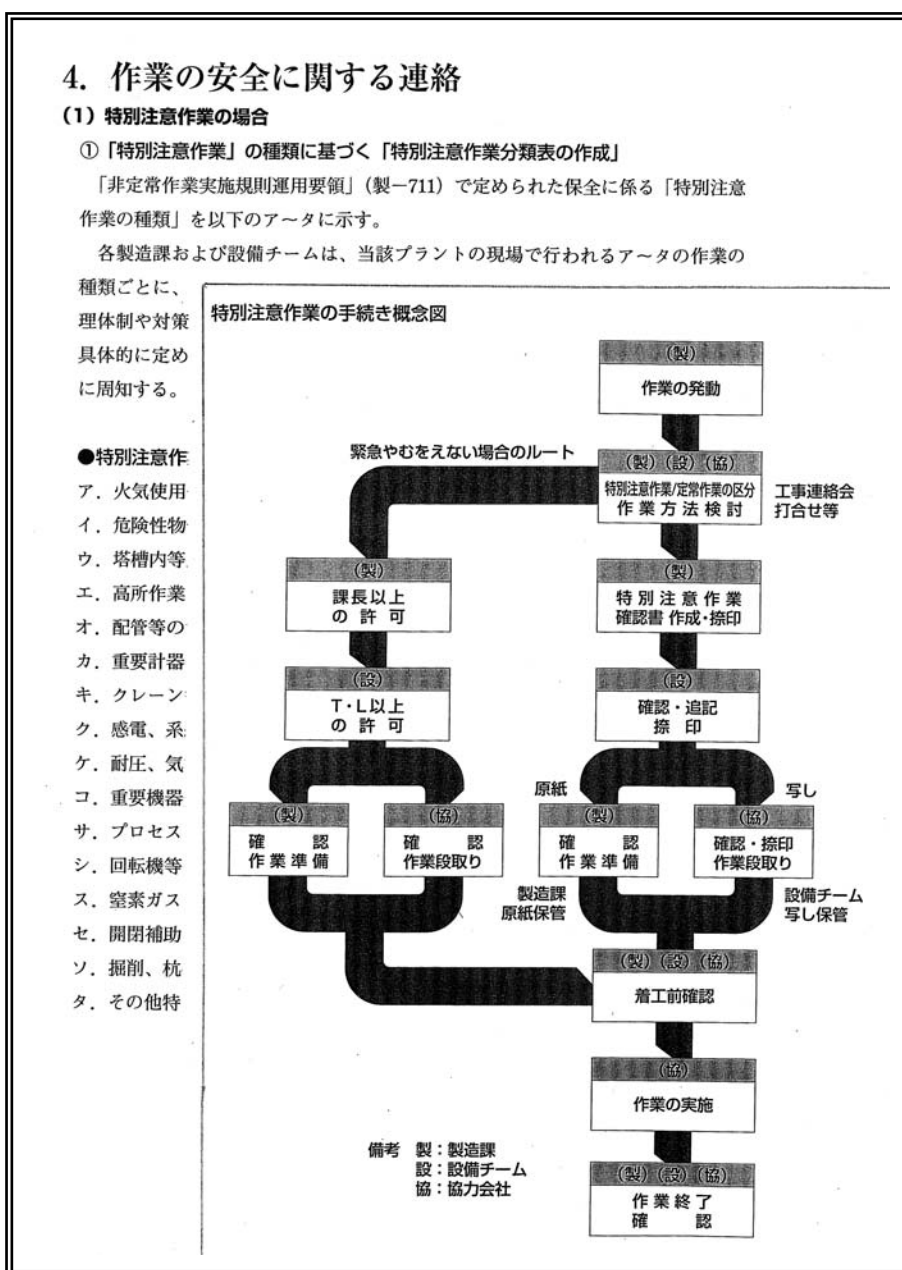 4. 作業の安全に関する連絡
(1) 特別注意作業の場合
①「特別注意作業」の種類に基づく「特別注意作業分類表の作成」
「非定常作業実施規則運用要領」(製ー711) で定められた保全に係る「特別注意
作業の種類」を以下のア~タに示す。
各製造課および設備チームは、当該プラントの現場で行われるア~タの作業の
種類ごとに、
理体制や対策
具体的に定め
に周知する。
●特別注意作
ア. 火気使用
イ. 危険性物
ウ. 塔槽内等
エ. 高所作業
オ. 配管等の
カ. 重要計器
キ. クレーン
ク. 感電、系
ケ. 耐圧、気
コ. 重要機器
サ. プロセス
シ. 回転機等
ス. 窒素ガス
セ. 開閉補助
ソ. 掘削、杭
タ. その他特
特別注意作業の手続き概念図
(製)
作業の発動
緊急やむをえない場合のルート
(製)(設)(協)
特別注意作業/定常作業の区分
作業方法検討
工事連絡会
打合せ等
(製)
課長以上
の許可
(製)
特別注意作業
確認書 作成・捺印
(設)
T・L以上
の許可
(設)
確認・追記
捺印
原紙
写し
(製)
確認
作業準備
(協)
確認
作業段取り
(製)
確認
作業準備
(協)
確認・捺印
作業段取り
製造課
原紙保管
設備チーム
写し保管
(製)(設)(協)
着工前確認
(協)
作業の実施
(製)(設)(協)
作業終了
確認
備考 製:製造課
設:設備チーム
協:協力会社